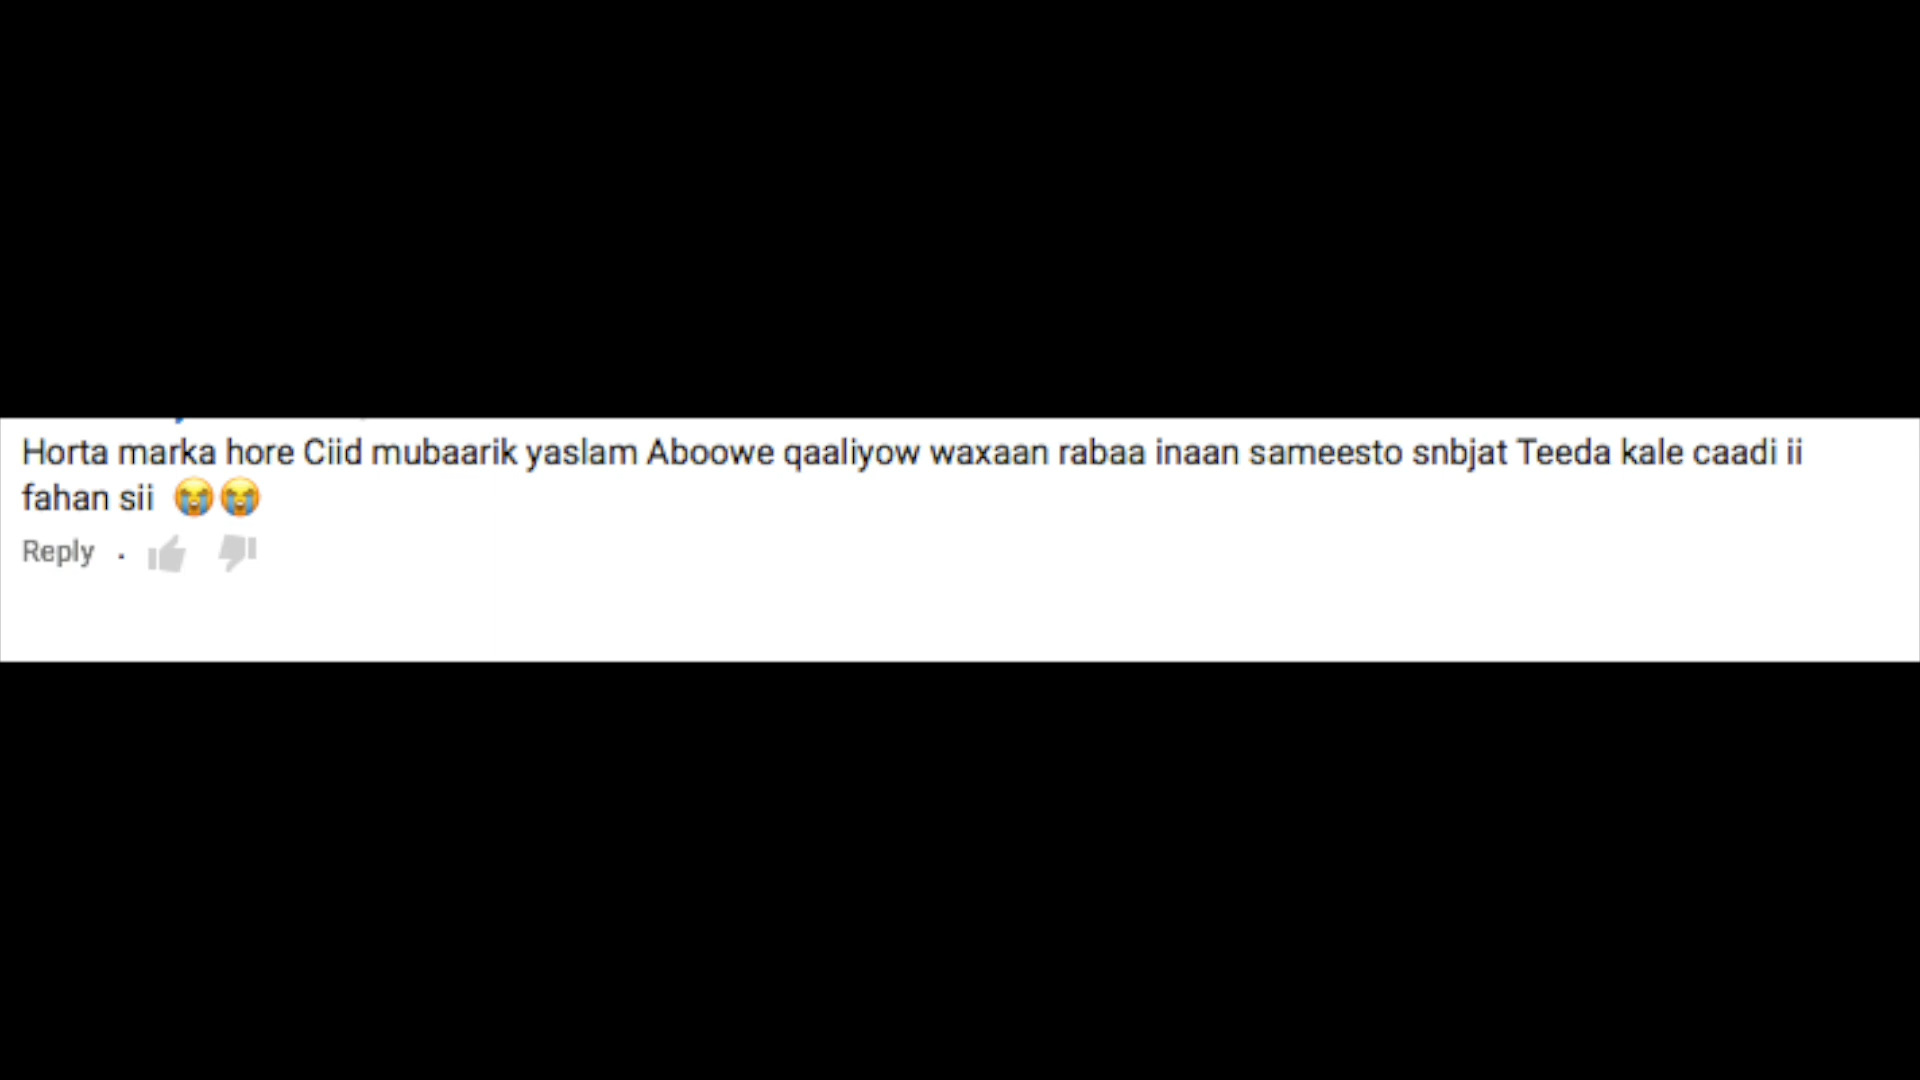 Horta marka hore Ciid mubaarik yaslam Aboowe qaaliyow waxaan rabaa inaan sameesto snbjat Teeda kale caadi ii
fahan sii 😭😭
Reply .